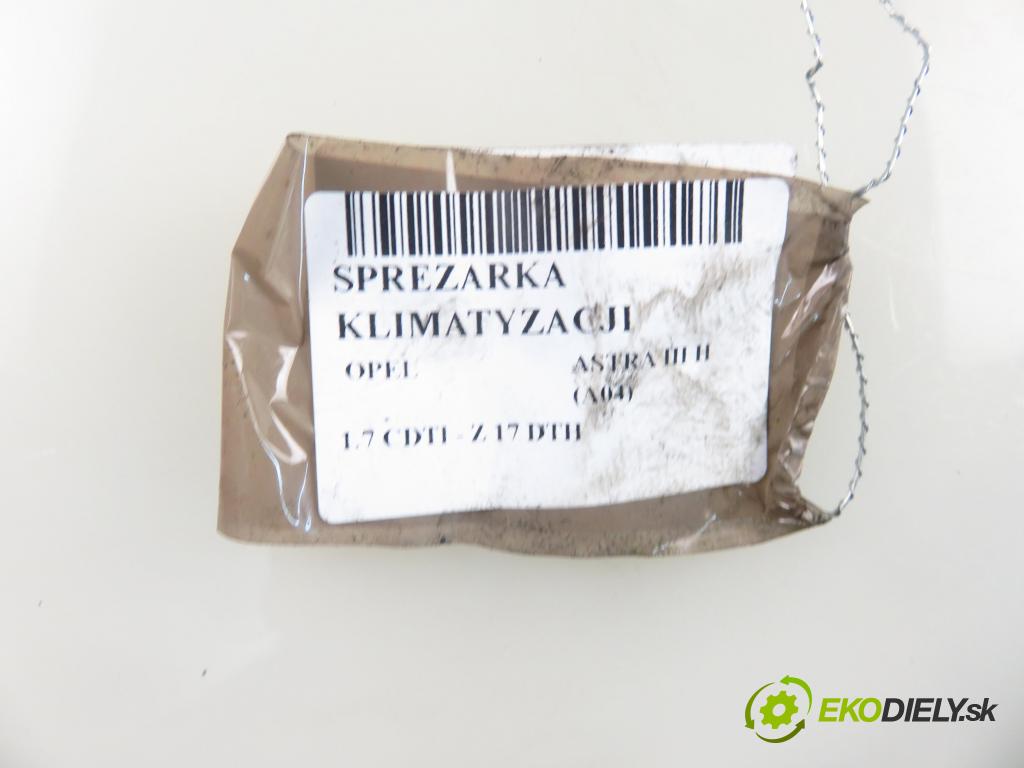 SPREZARKA
KLIMATYZACJI
OPEL ASTRA III H
(A04)
1.7 CDTI - Z 17 DTH
EKODIELY.sk